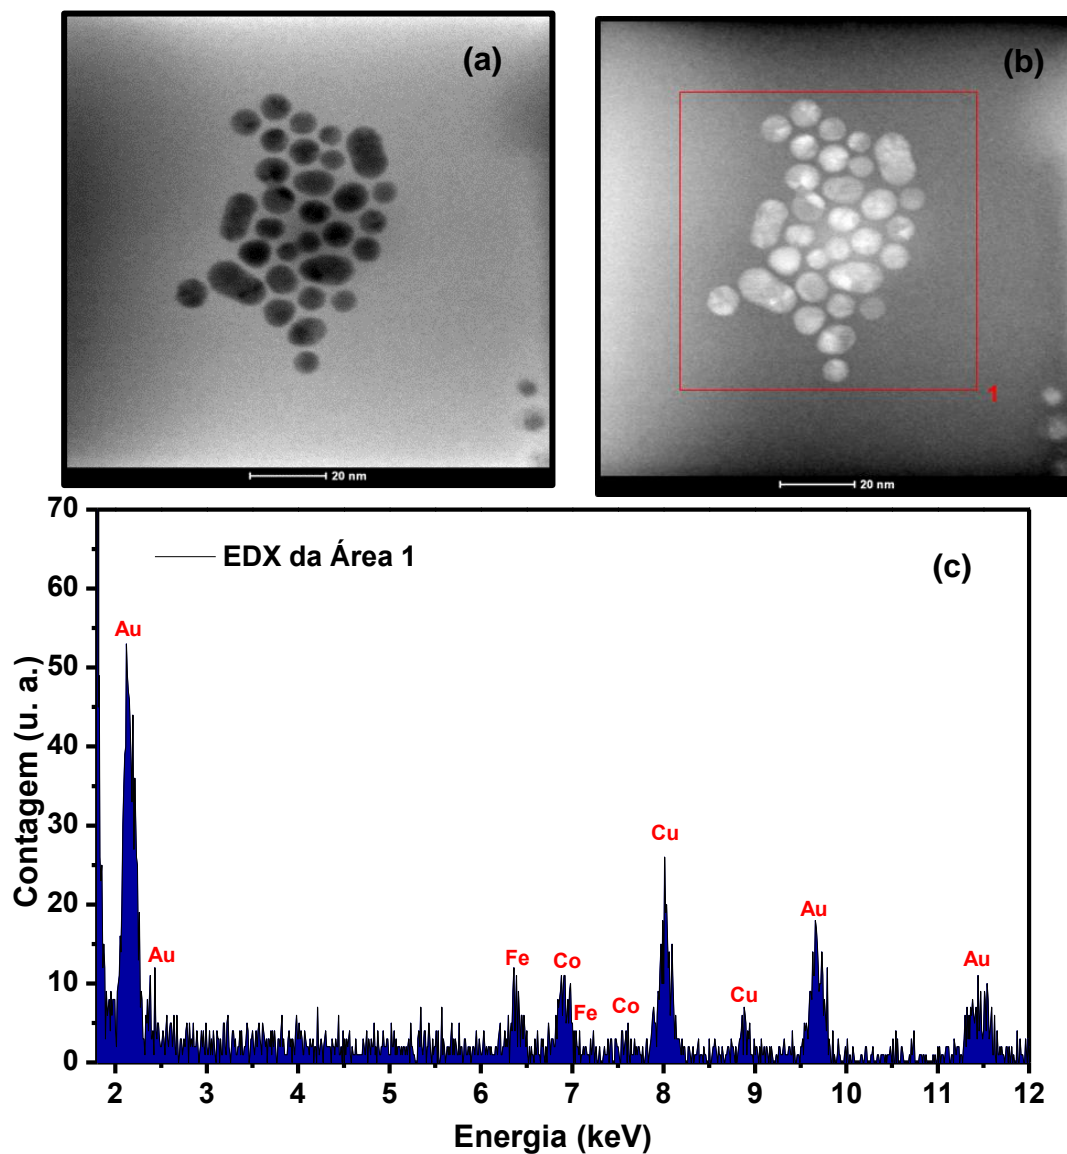 (a)
20 nm
(b)
1
20 nm
70
60
50
40
30
20
10
0
Contagem (u. a.)
EDX da Área 1
(c)
Au
Au
Fe
Co
Fe
Co
Cu
Cu
Au
Au
2 3 4 5 6 7 8 9 10 11 12
Energia (keV)